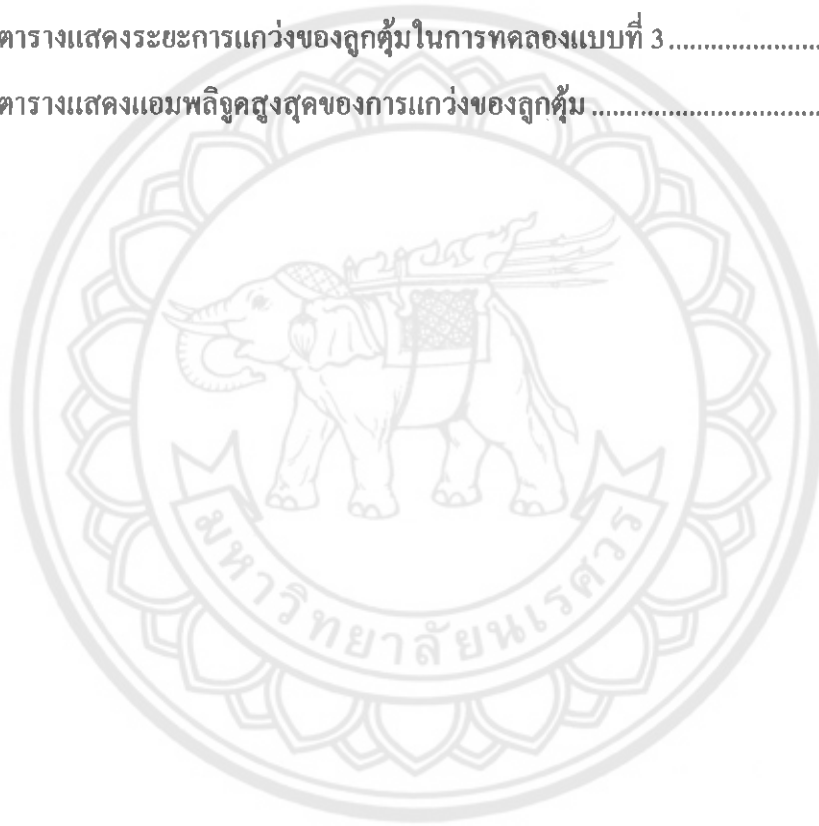 ตารางแสดงระยะการแกว่งของลูกตุ้มในการทดลองแบบที่ 3......................
ตารางแสดงแอมพลิจูดสูงสุดของการแกว่งของลูกตุ้ม .................................
มหาวิทยาลัยนเรศวร